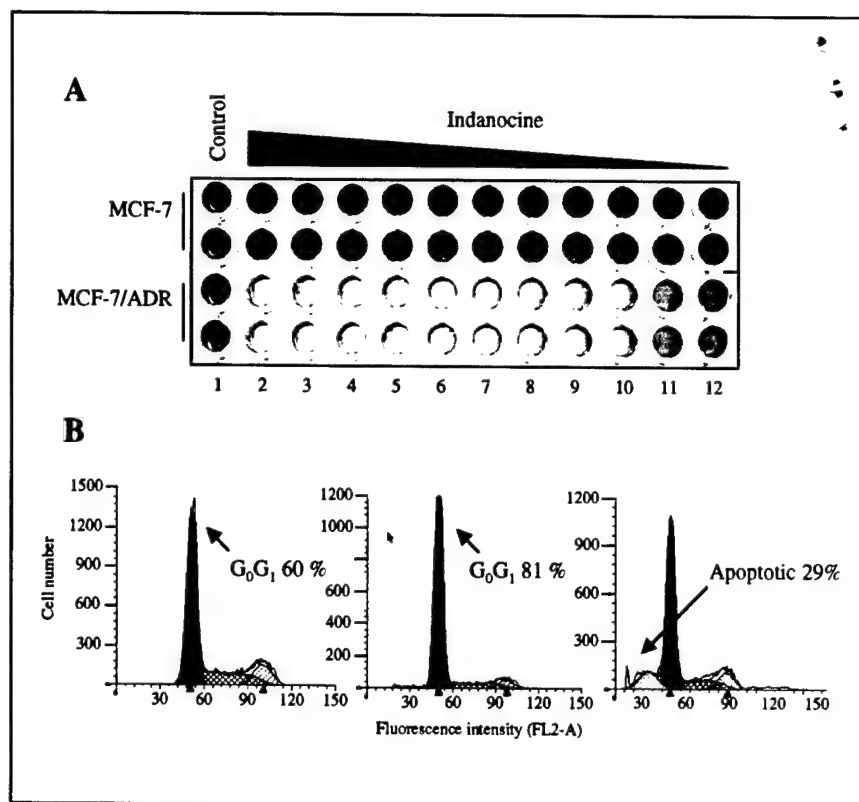 A
Control
Indanocine
MCF-7
MCF-7/ADR
1 2 3 4 5 6 7 8 9 10 11 12
B
Cell number
1500
1200
900
600
300
G₀G₁ 60 %
30 60 90 120 150
1200
1000
800
600
400
200
0
G₀G₁ 81 %
30 60 90 120 150
1200
900
600
300
Apoptotic 29%
30 60 90 120 150
Fluorescence intensity (FL2-A)